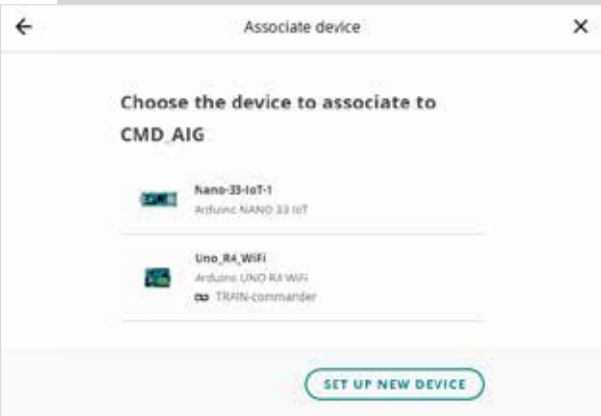 Associate device
Choose the device to associate to
CMD_AIG
Nano-33-IoT-1
Arduino NANO 33 IoT
Uno_R4_WiFi
Arduino UNO R4 WiFi
TRAIN-commander
SET UP NEW DEVICE